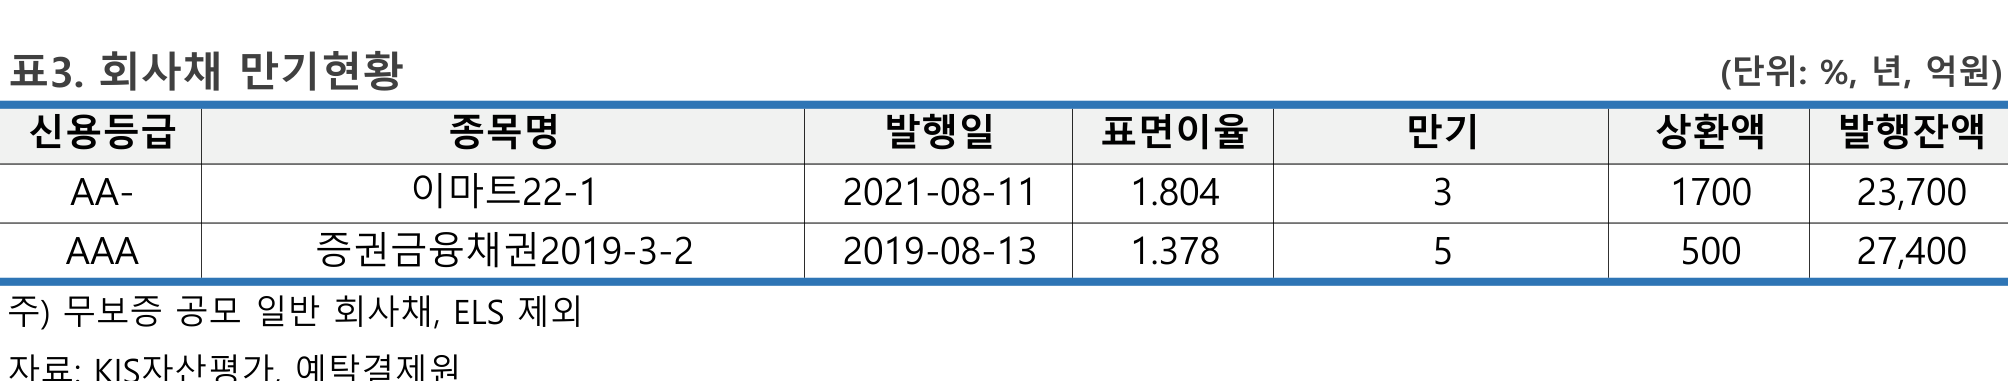 표3. 회사채 만기현황 (단위: %, 년, 억원)
신용등급 종목명 발행일 표면이율 만기 상환액 발행잔액
AA- 이마트22-1 2021-08-11 1.804 3 1700 23,700
AAA 증권금융채권2019-3-2 2019-08-13 1.378 5 500 27,400
주) 무보증 공모 일반 회사채, ELS 제외
자료: KIS자산평가, 예탁결제원